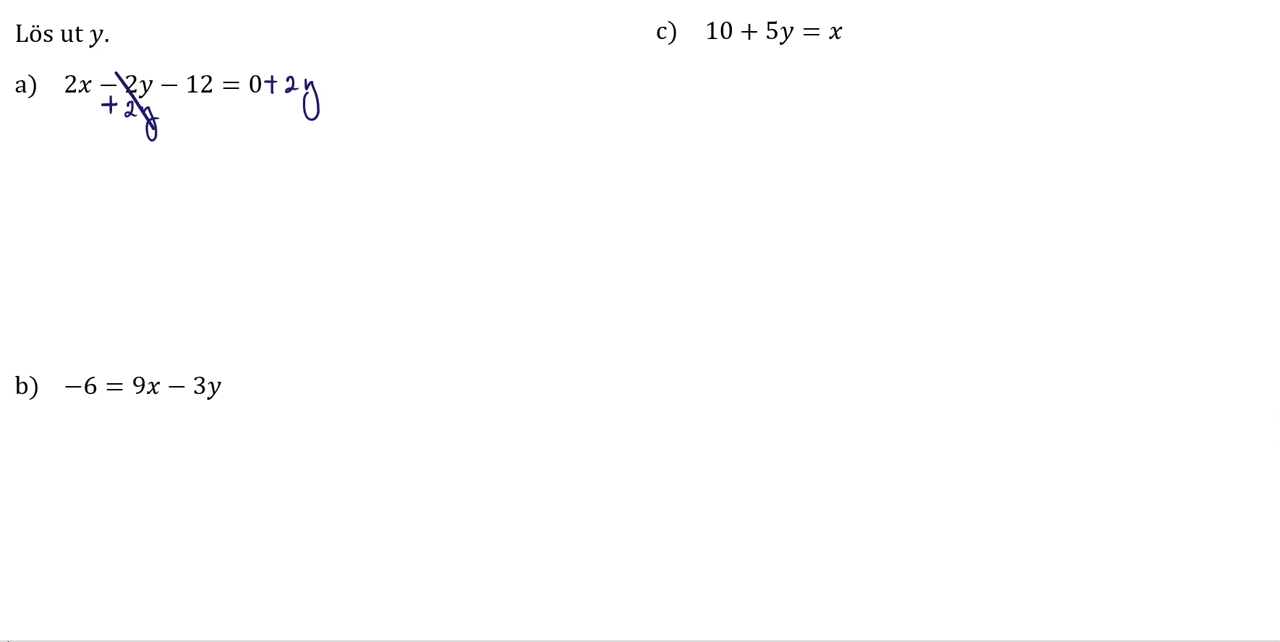 Lös ut y.
a) 2x − 2y − 12 = 0 + 2y
+ 2y
b) −6 = 9x − 3y
c) 10 + 5y = x